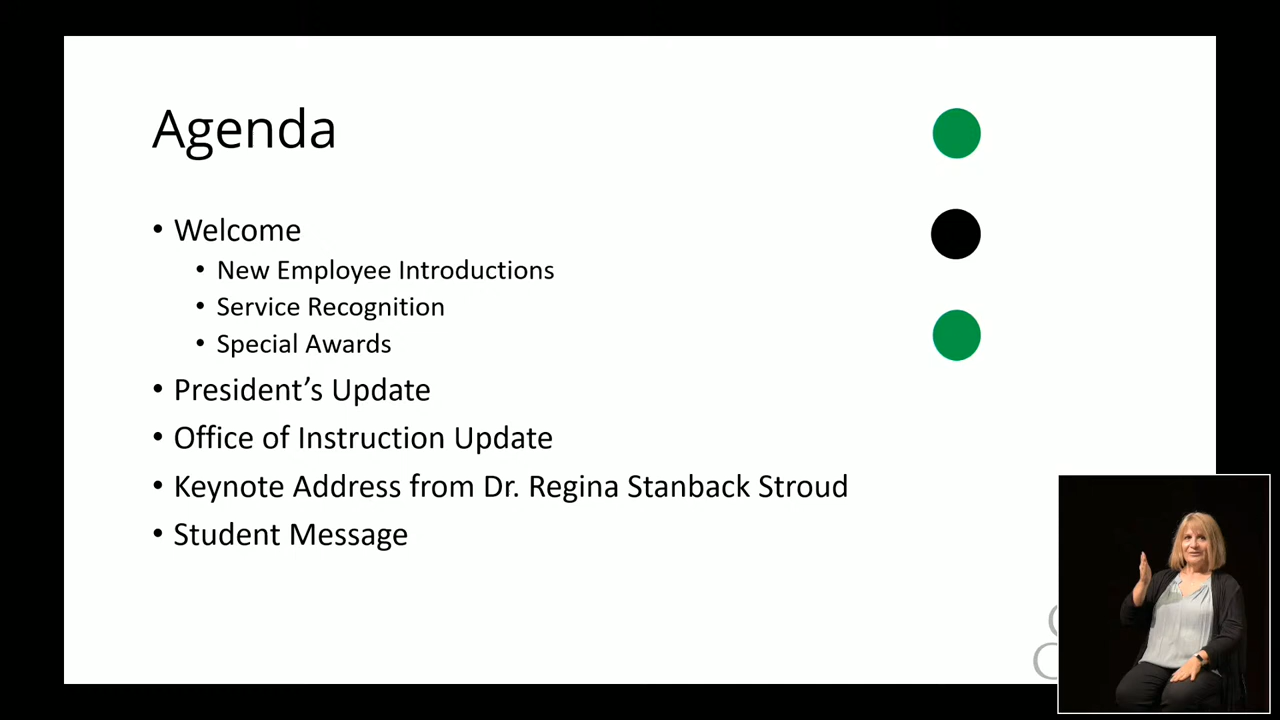 Agenda
• Welcome
• New Employee Introductions
• Service Recognition
• Special Awards
• President’s Update
• Office of Instruction Update
• Keynote Address from Dr. Regina Stanback Stroud
• Student Message